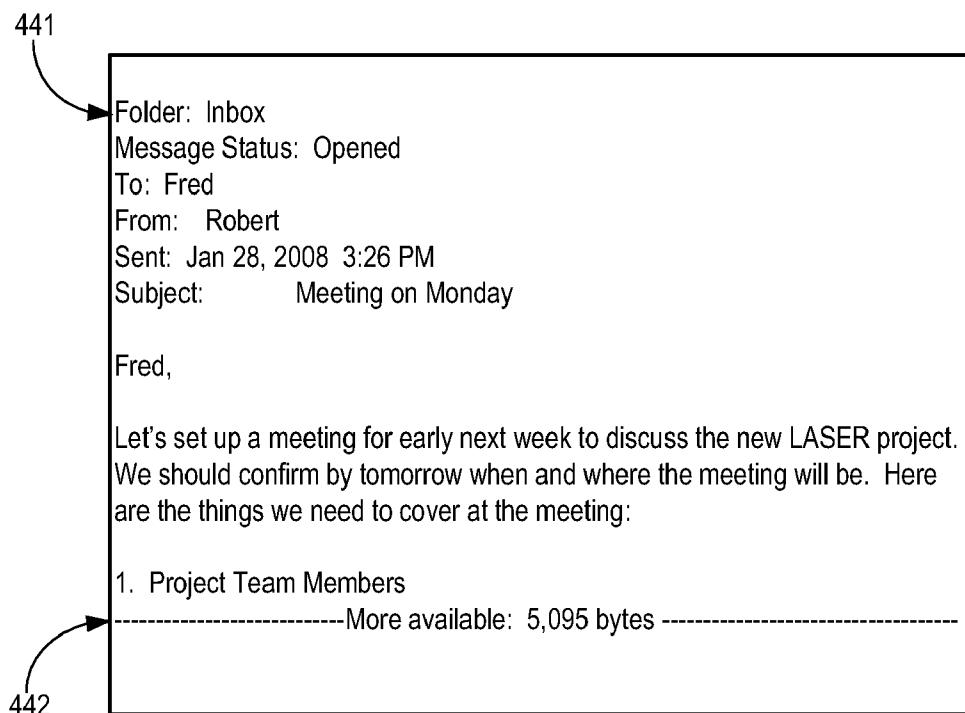 441
Folder: Inbox
Message Status: Opened
To: Fred
From: Robert
Sent: Jan 28, 2008 3:26 PM
Subject: Meeting on Monday
Fred,
Let's set up a meeting for early next week to discuss the new LASER project.
We should confirm by tomorrow when and where the meeting will be. Here
are the things we need to cover at the meeting:
1. Project Team Members
----------------------------More available: 5,095 bytes ------------------------------------
442